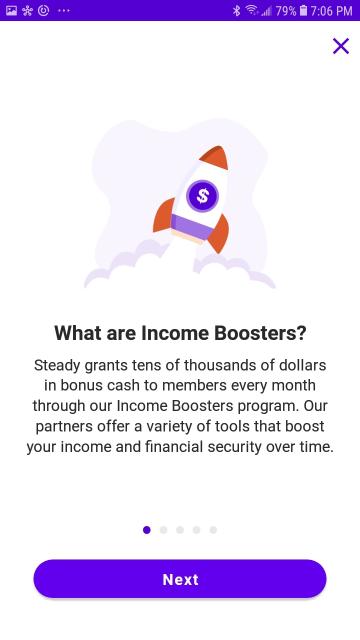 79% 7:06 PM
$
What are Income Boosters?
Steady grants tens of thousands of dollars
in bonus cash to members every month
through our Income Boosters program. Our
partners offer a variety of tools that boost
your income and financial security over time.
Next